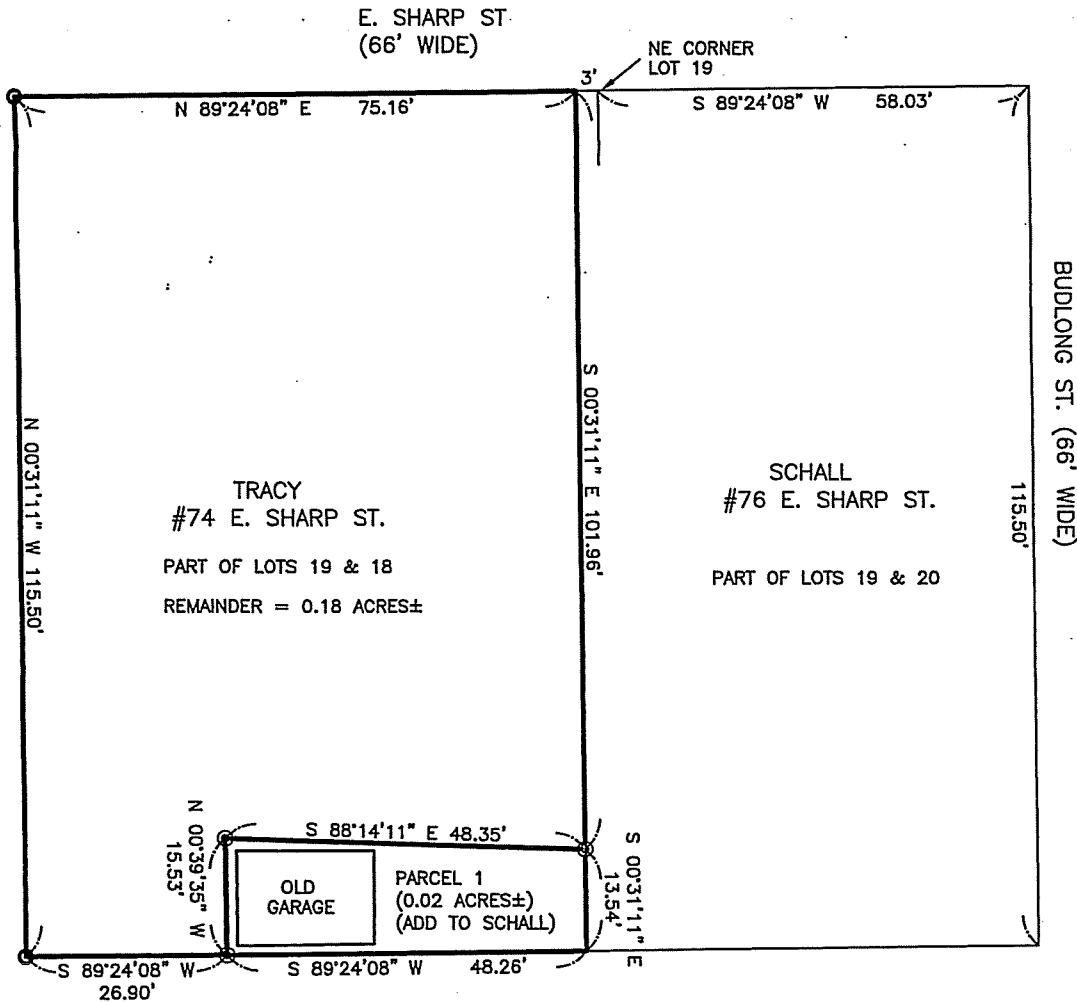 E. SHARP ST.
(66' WIDE)
NE CORNER
LOT 19
3'
N 89°24'08" E 75.16'
S 89°24'08" W 58.03'
BUDLONG ST. (66' WIDE)
N 00°31'11" W 115.50'
S 00°31'11" E 101.96'
115.50'
TRACY
#74 E. SHARP ST.
PART OF LOTS 19 & 18
REMAINDER = 0.18 ACRES±
SCHALL
#76 E. SHARP ST.
PART OF LOTS 19 & 20
N 00°39'35" W
15.53'
S 88°14'11" E 48.35'
S 00°31'11" E
13.54'
OLD
GARAGE
PARCEL 1
(0.02 ACRES±)
(ADD TO SCHALL)
S 89°24'08" W
26.90'
S 89°24'08" W 48.26'